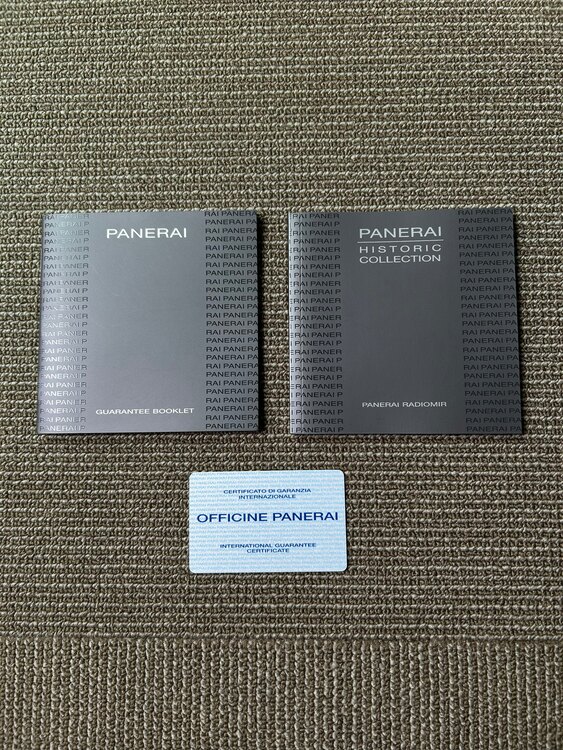 PANERAI
GUARANTEE BOOKLET
PANERAI
HISTORIC
COLLECTION
PANERAI RADIOMIR
CERTIFICATO DI GARANZIA
INTERNAZIONALE
OFFICINE PANERAI
INTERNATIONAL GUARANTEE
CERTIFICATE